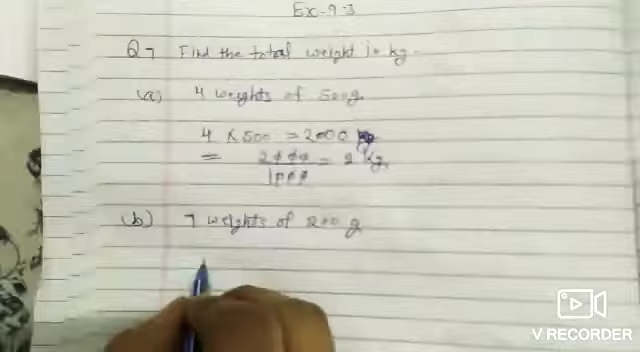 Ex-9.3
Q7 Find the total weight in kg.
(a) 4 weights of 500g.
4 × 500 = 2000
= 2000/1000 = 2 kg.
(b) 7 weights of 200 g
V RECORDER